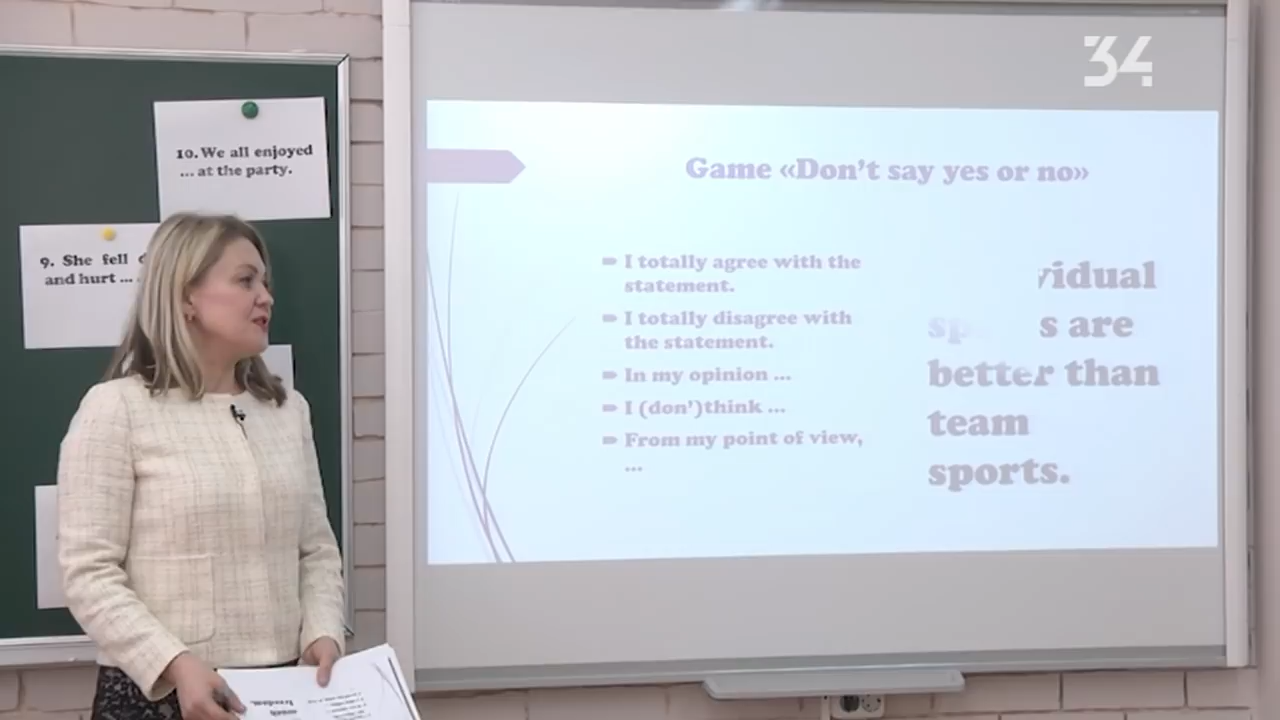 34
10. We all enjoyed
... at the party.
9. She fell
and hurt ...
Game «Don't say yes or no»
I totally agree with the
statement.
I totally disagree with
the statement.
In my opinion ...
I (don')think ...
From my point of view,
...
s are
better than
team
sports.